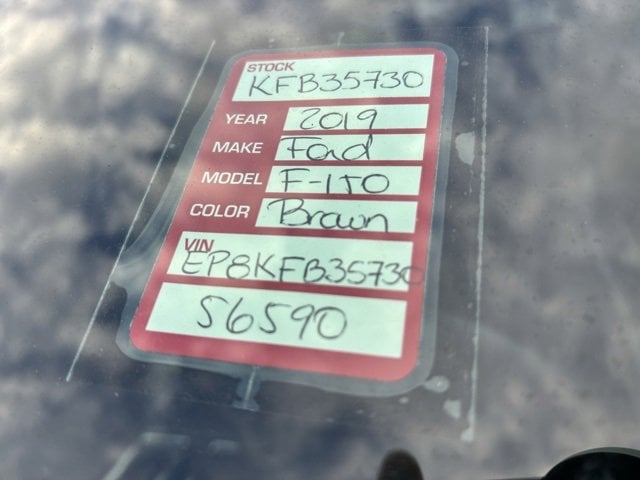 STOCK
KFB35730
YEAR 2019
MAKE Ford
MODEL F-150
COLOR Brown
VIN
EP8KFB35730
56590